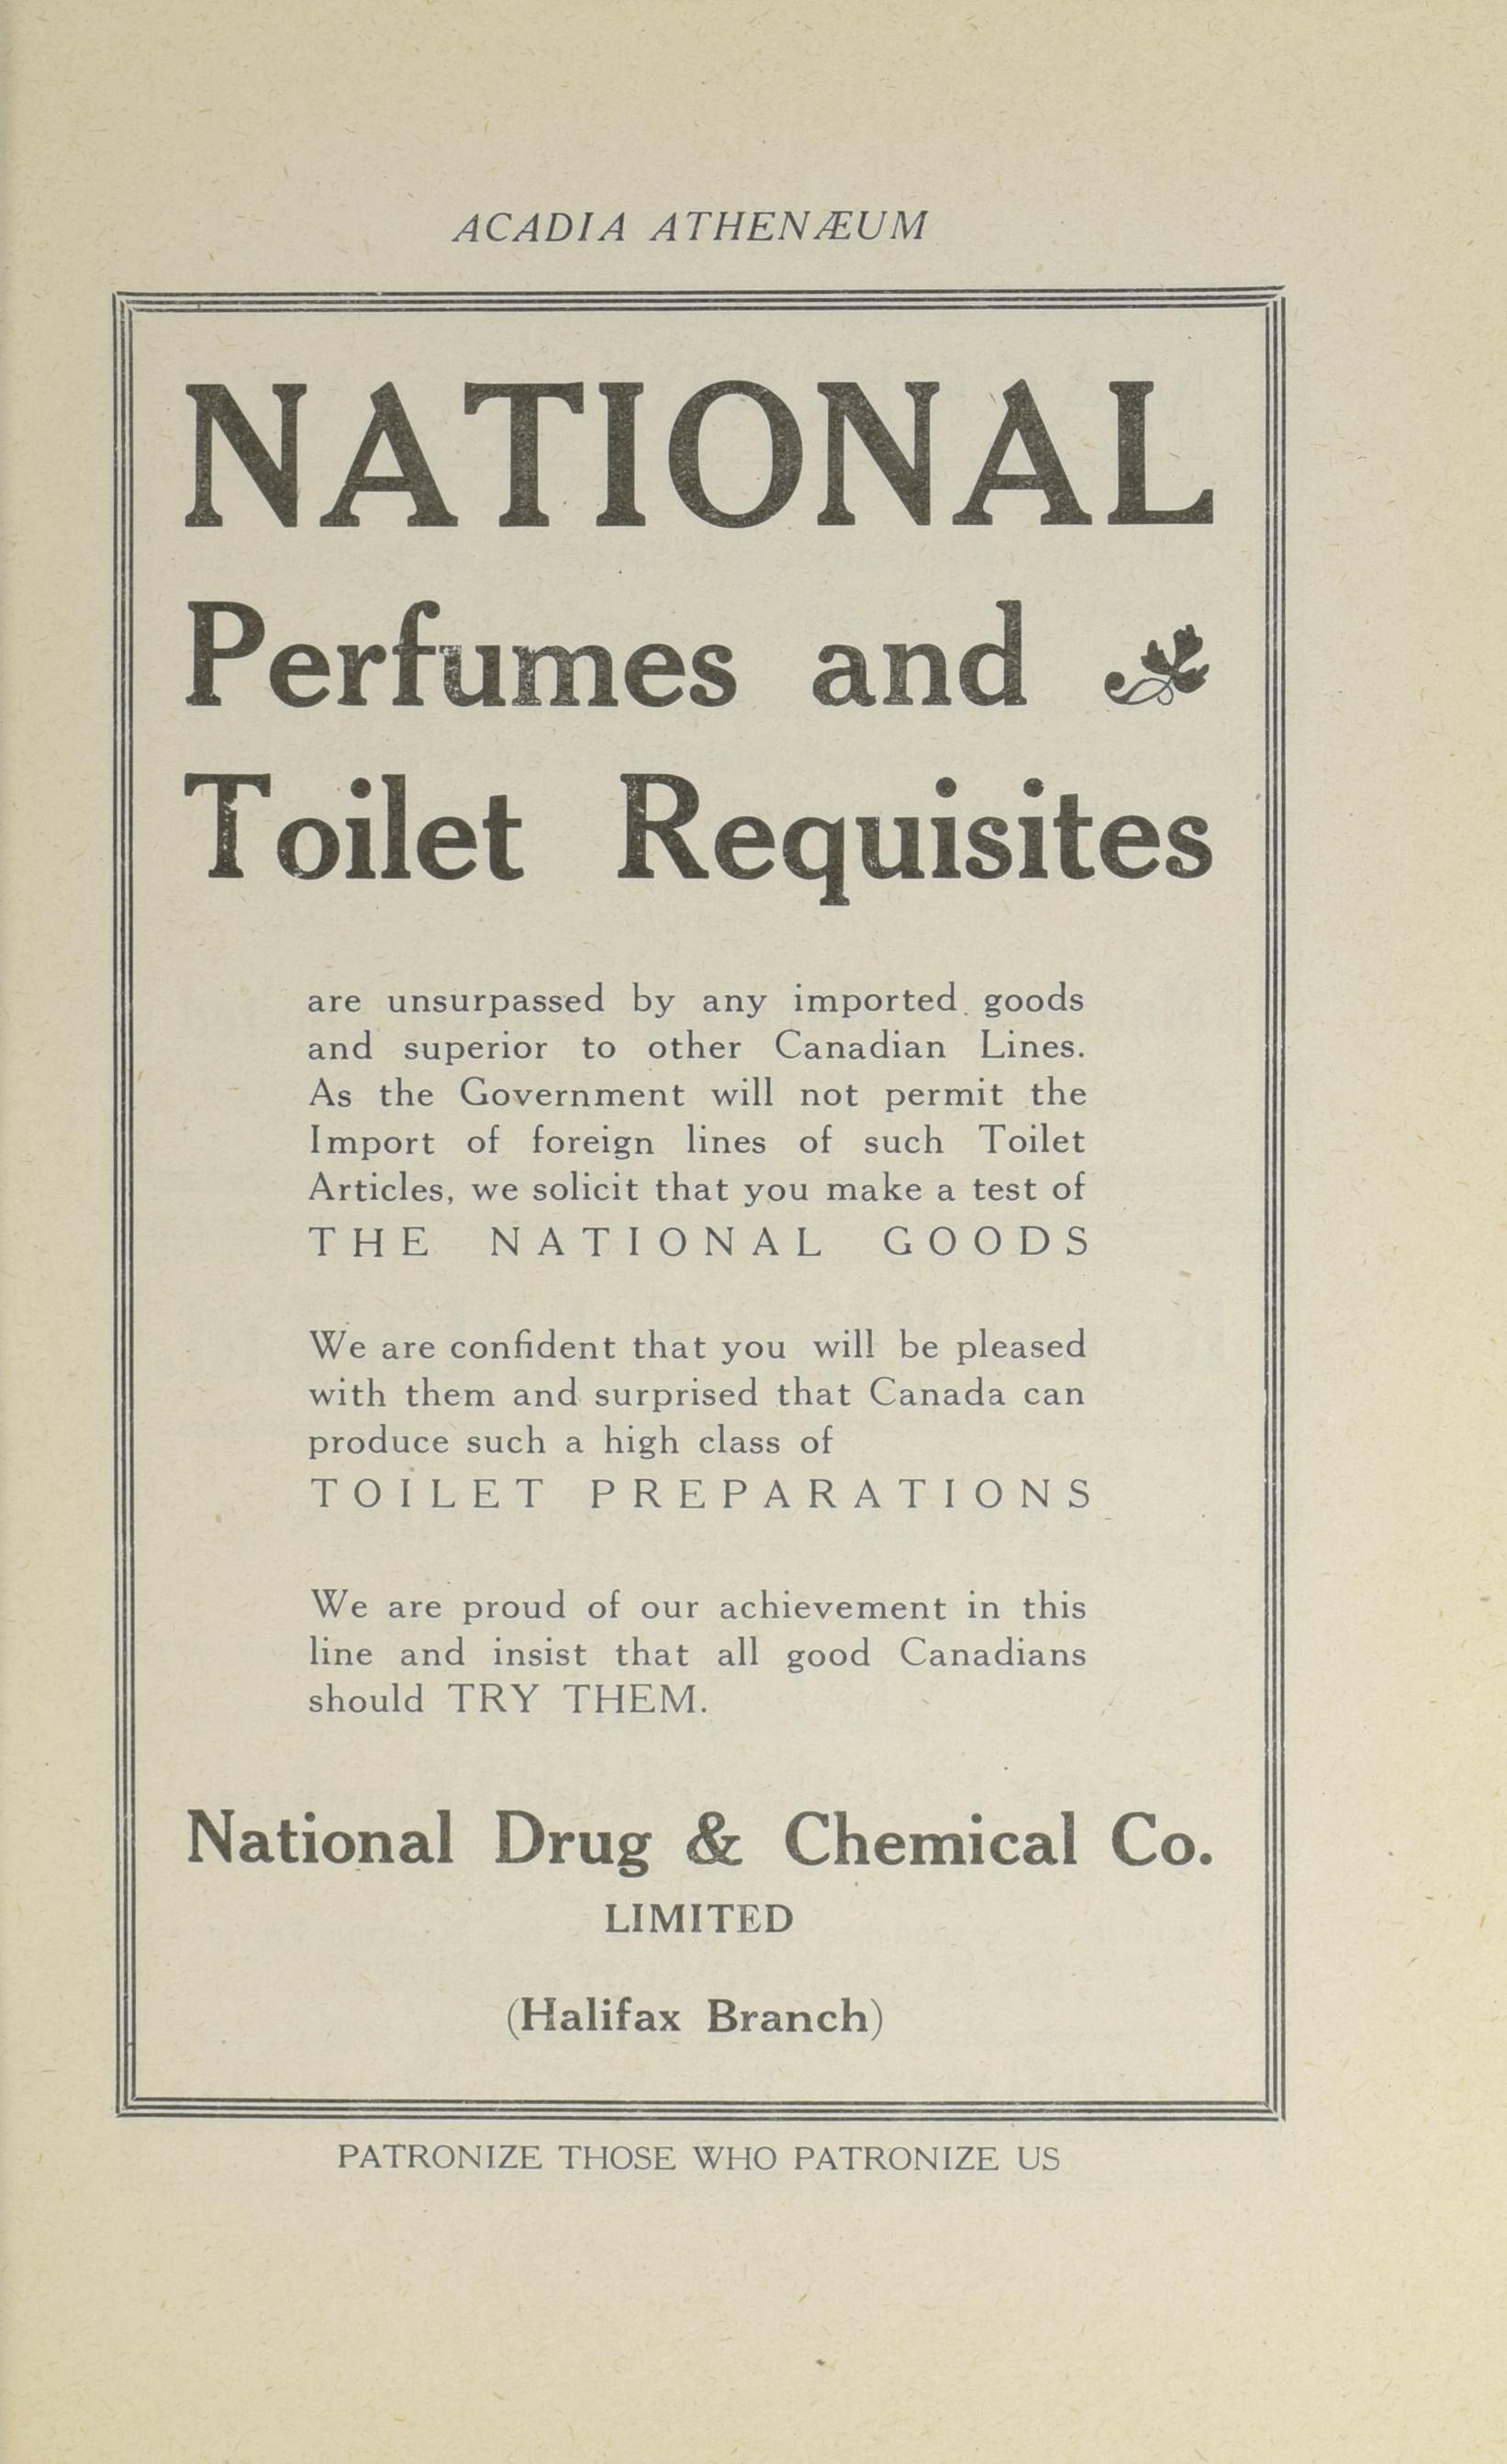 ACADIA ATHENÆUM
NATIONAL
Perfumes and
Toilet Requisites
are unsurpassed by any imported goods
and superior to other Canadian Lines.
As the Government will not permit the
Import of foreign lines of such Toilet
Articles, we solicit that you make a test of
THE NATIONAL GOODS
We are confident that you will be pleased
with them and surprised that Canada can
produce such a high class of
TOILET PREPARATIONS
We are proud of our achievement in this
line and insist that all good Canadians
should TRY THEM.
National Drug & Chemical Co.
LIMITED
(Halifax Branch)
PATRONIZE THOSE WHO PATRONIZE US